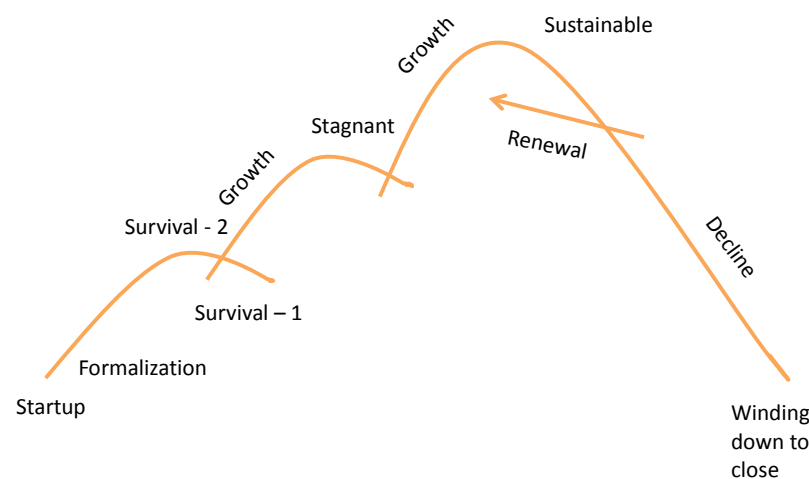 Sustainable
Growth
Stagnant
Renewal
Growth
Survival - 2
Decline
Survival – 1
Formalization
Startup
Winding
down to
close